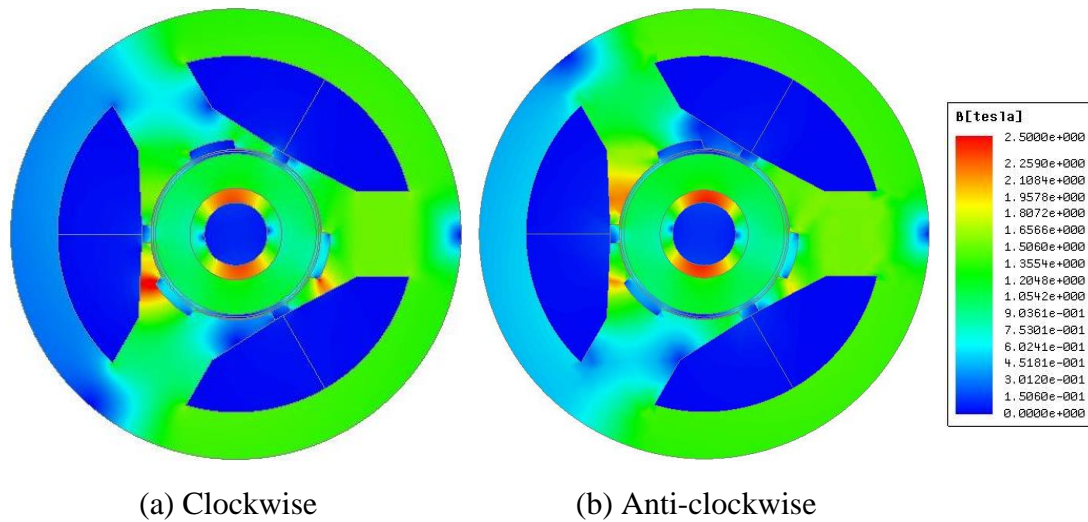 B[tesla]
2.5000e+000
2.2590e+000
2.1084e+000
1.9578e+000
1.8072e+000
1.6566e+000
1.5060e+000
1.3554e+000
1.2048e+000
1.0542e+000
9.0361e-001
7.5301e-001
6.0241e-001
4.5181e-001
3.0120e-001
1.5060e-001
0.0000e+000
(a) Clockwise
(b) Anti-clockwise